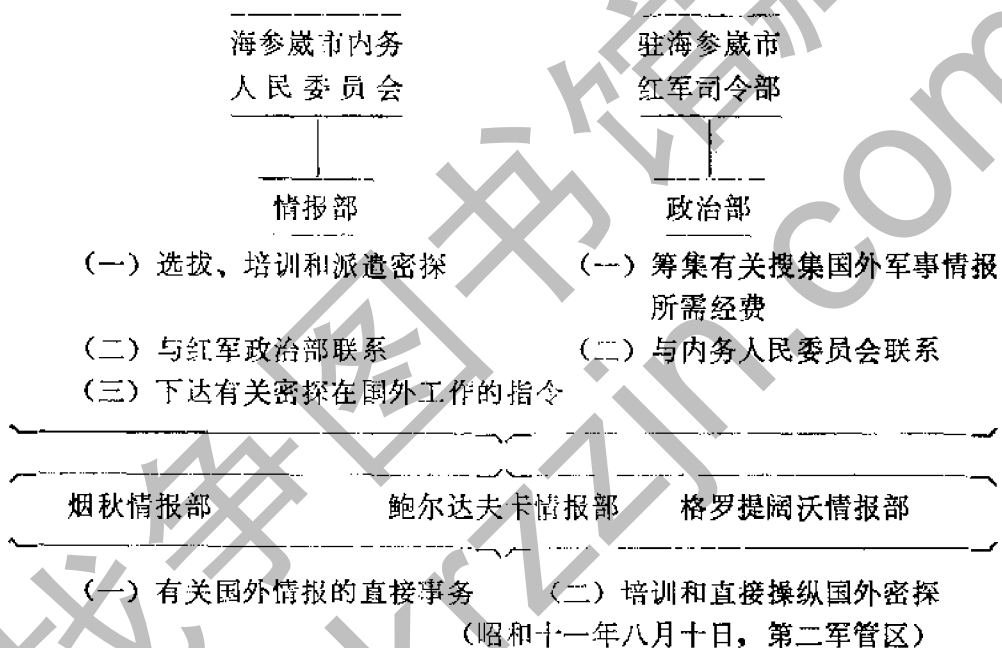 海参崴市内务 驻海参崴市
人民委员会 红军司令部
情报部 政治部
(一)选拔、培训和派遣密探 (一)筹集有关搜集国外军事情报
所需经费
(二)与红军政治部联系 (二)与内务人民委员会联系
(三)下达有关密探在国外工作的指令
烟秋情报部 鲍尔达夫卡情报部 格罗提阔沃情报部
(一)有关国外情报的直接事务 (二)培训和直接操纵国外密探
(昭和十一年八月十日,第二军管区)